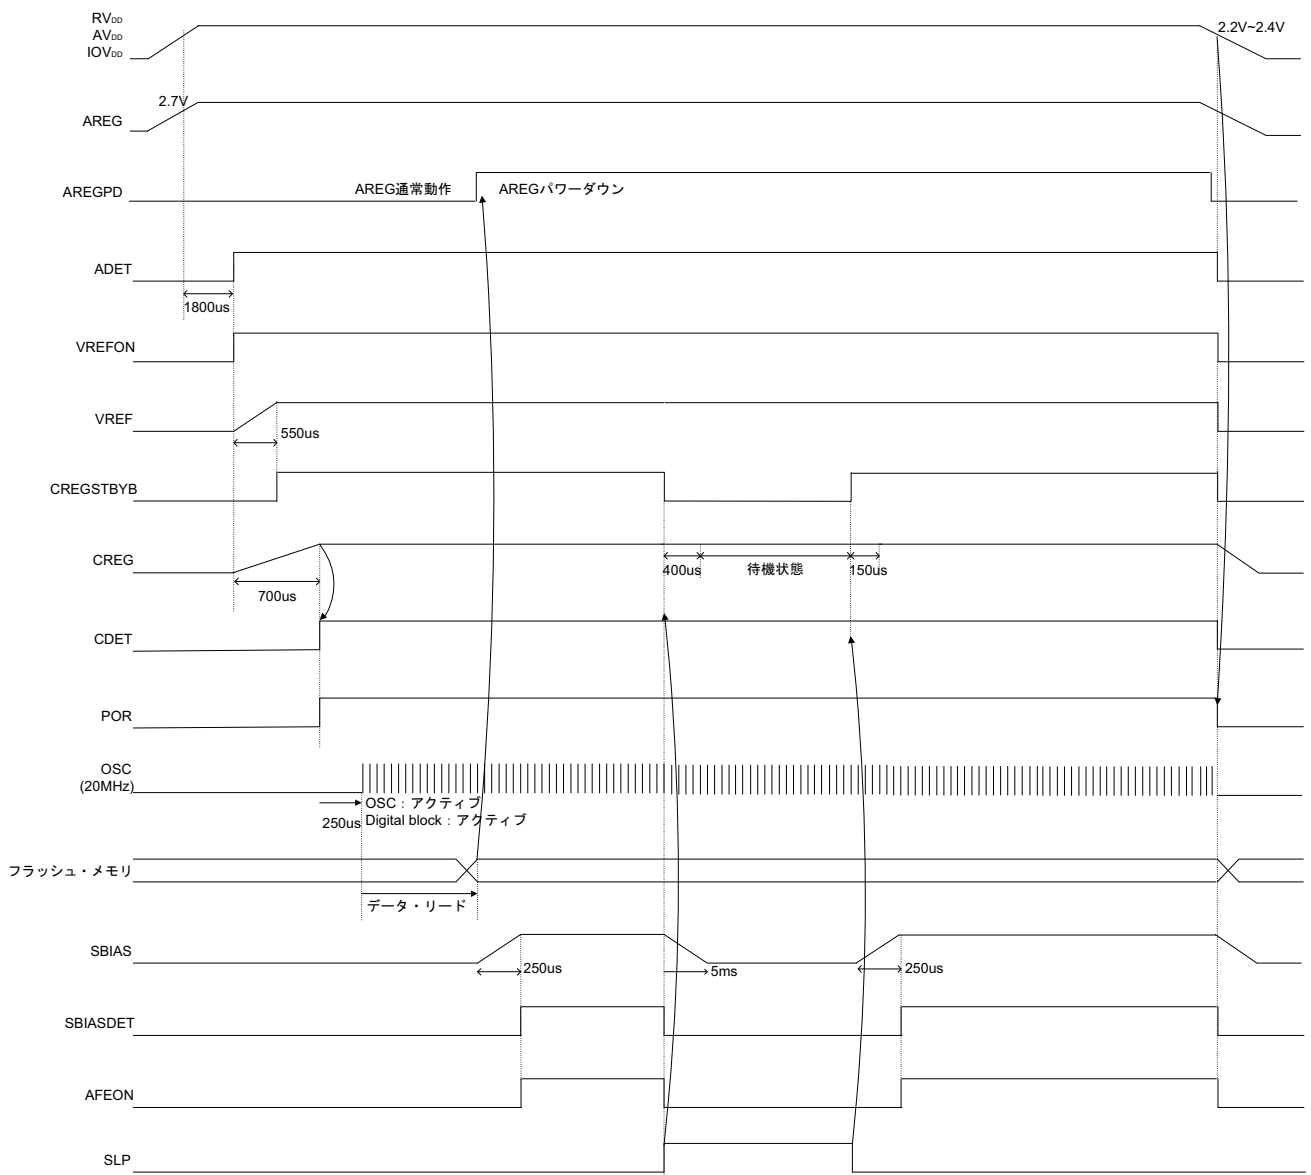 RVDD
AVDD
IOVDD
2.2V~2.4V
2.7V
AREG
AREGPD
AREG通常動作
AREGパワーダウン
ADET
1800us
VREFON
VREF
550us
CREGSTBYB
CREG
400us
待機状態
150us
700us
CDET
POR
OSC
(20MHz)
OSC：アクティブ
250us
Digital block：アクティブ
フラッシュ・メモリ
データ・リード
SBIAS
250us
5ms
250us
SBIASDET
AFEON
SLP